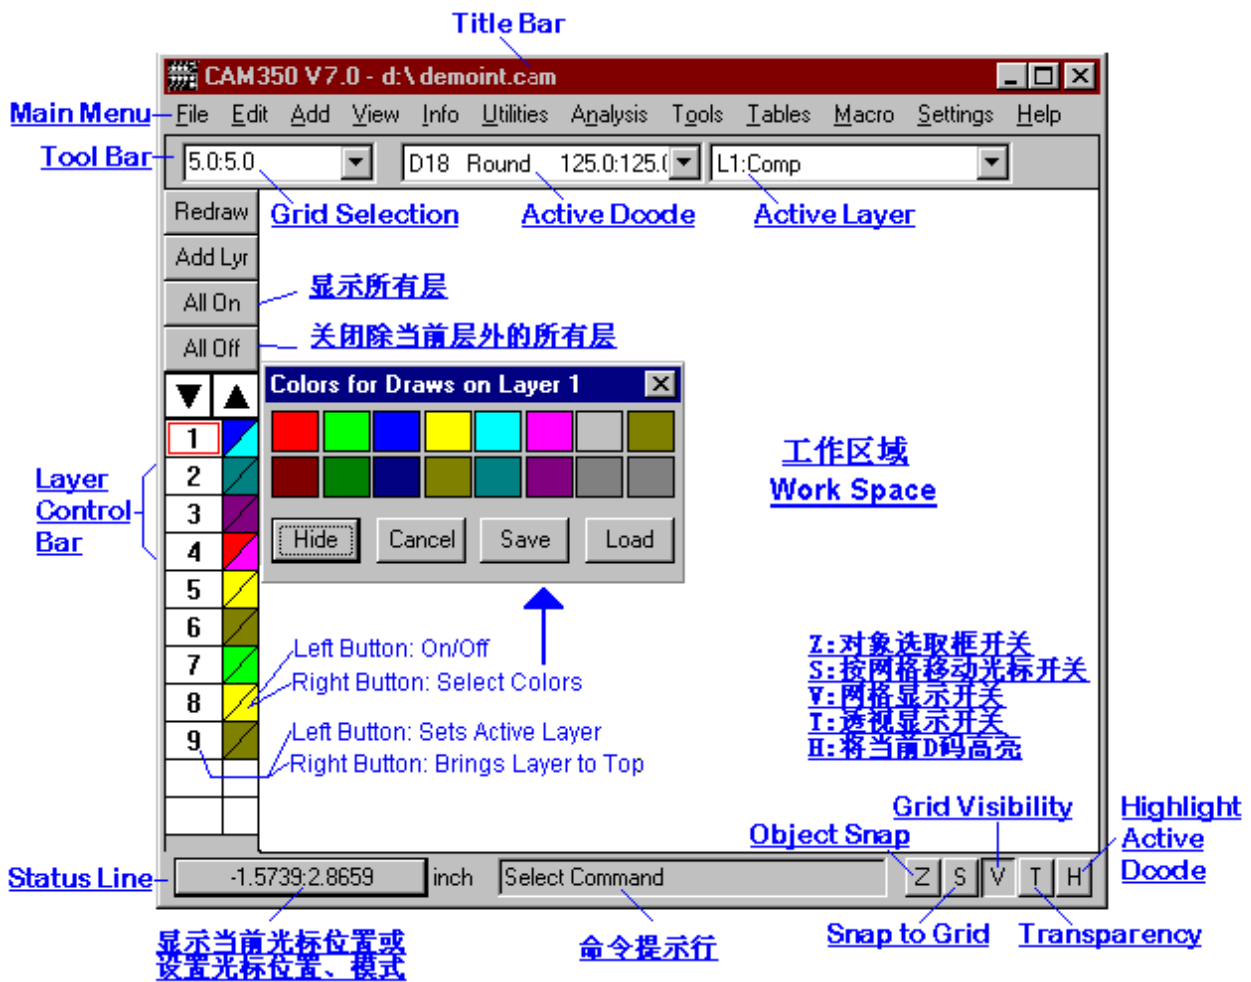 Title Bar
CAM350 V7.0 - d:\demoint.cam
Main Menu
File Edit Add View Info Utilities Analysis Tools Tables Macro Settings Help
Tool Bar
5.0:5.0
D18 Round 125.0:125.0
L1:Comp
Redraw
Grid Selection
Active Dcode
Active Layer
Add Lyr
All On
显示所有层
All Off
关闭除当前层外的所有层
Colors for Draws on Layer 1
1
2
3
4
5
6
7
8
9
Layer
Control
Bar
Hide Cancel Save Load
工作区域
Work Space
Left Button: On/Off
Right Button: Select Colors
Left Button: Sets Active Layer
Right Button: Brings Layer to Top
Z:对象选取框开关
S:按网格移动光标开关
V:网格显示开关
T:透视显示开关
H:将当前D码高亮
Grid Visibility
Object Snap
Highlight
Active
Dcode
Status Line
-1.5739:2.8659
inch
Select Command
Z S V T H
Snap to Grid
Transparency
显示当前光标位置或
设置光标位置、模式
命令提示行